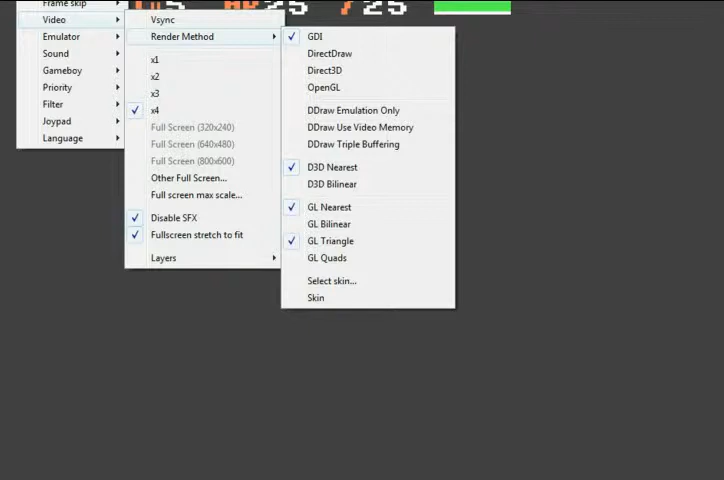 Frame skip
Video
Emulator
Sound
Gameboy
Priority
Filter
Joypad
Language
Vsync
Render Method
x1
x2
x3
x4
Full Screen (320x240)
Full Screen (640x480)
Full Screen (800x600)
Other Full Screen...
Full screen max scale...
Disable SFX
Fullscreen stretch to fit
Layers
GDI
DirectDraw
Direct3D
OpenGL
DDraw Emulation Only
DDraw Use Video Memory
DDraw Triple Buffering
D3D Nearest
D3D Bilinear
GL Nearest
GL Bilinear
GL Triangle
GL Quads
Select skin...
Skin